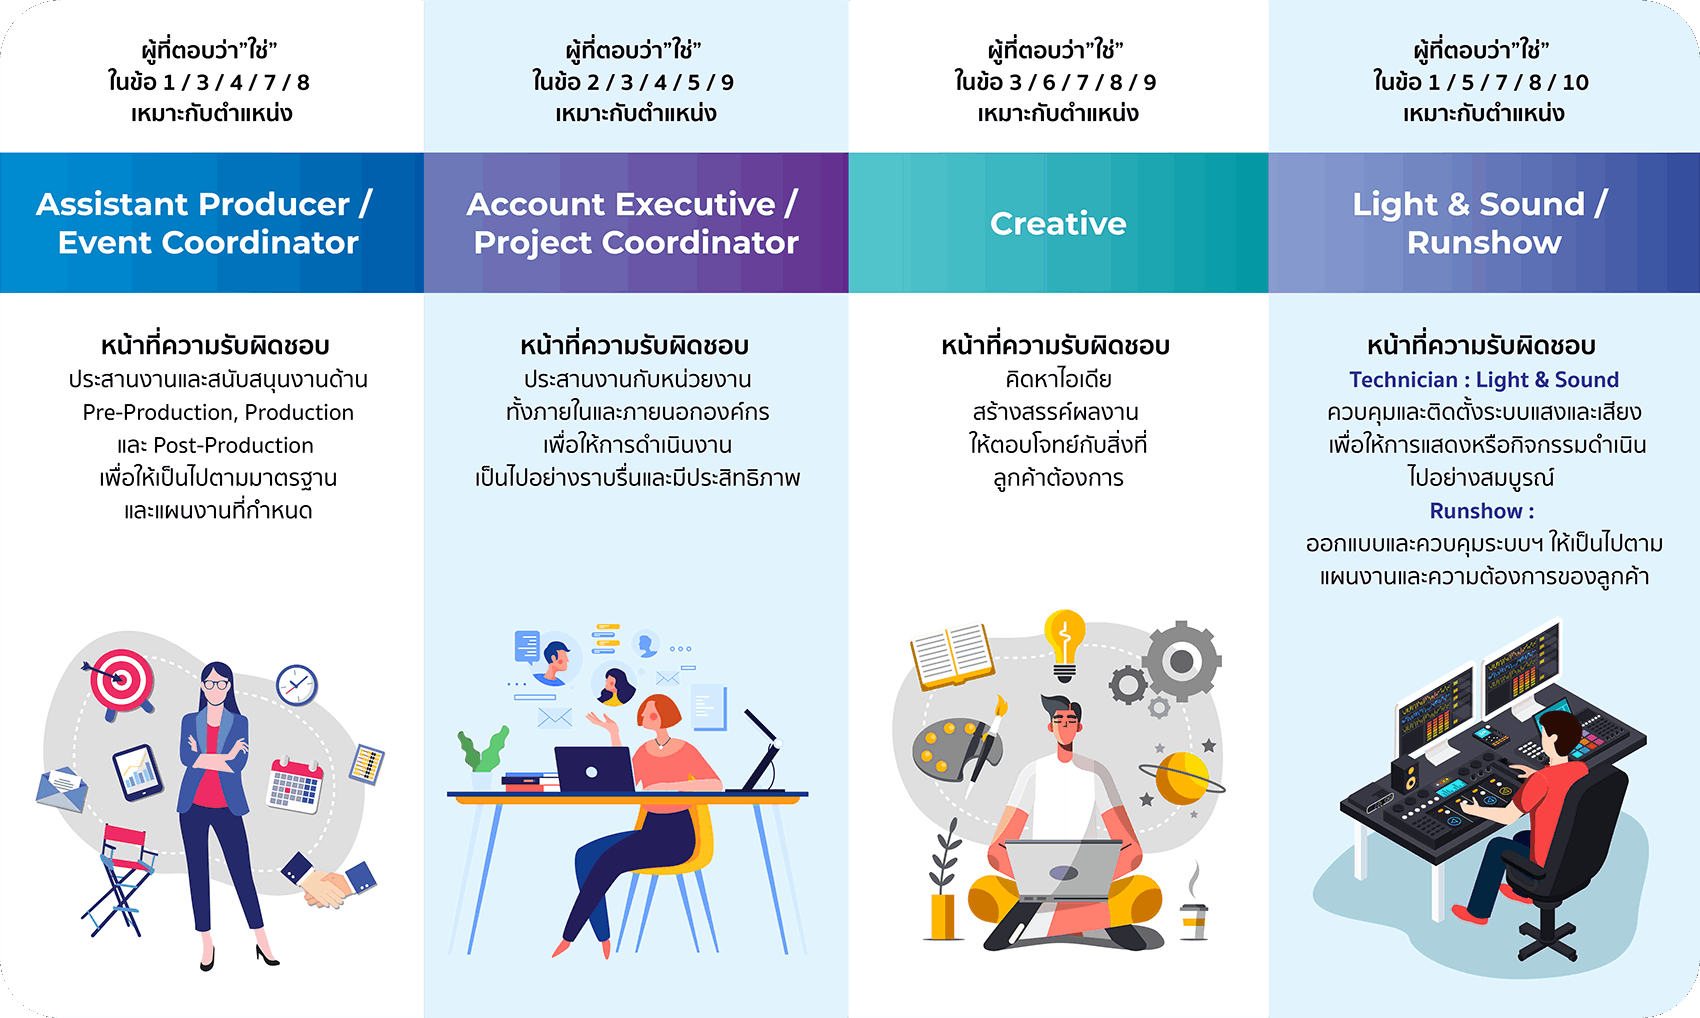 ผู้ที่ตอบว่า"ใช่"
ในข้อ 1 / 3 / 4 / 7 / 8
เหมาะกับตำแหน่ง
Assistant Producer /
Event Coordinator
หน้าที่ความรับผิดชอบ
ประสานงานและสนับสนุนงานด้าน
Pre-Production, Production
และ Post-Production
เพื่อให้เป็นไปตามมาตรฐาน
และแผนงานที่กำหนด
ผู้ที่ตอบว่า"ใช่"
ในข้อ 2 / 3 / 4 / 5 / 9
เหมาะกับตำแหน่ง
Account Executive /
Project Coordinator
หน้าที่ความรับผิดชอบ
ประสานงานกับหน่วยงาน
ทั้งภายในและภายนอกองค์กร
เพื่อให้การดำเนินงาน
เป็นไปอย่างราบรื่นและมีประสิทธิภาพ
ผู้ที่ตอบว่า"ใช่"
ในข้อ 3 / 6 / 7 / 8 / 9
เหมาะกับตำแหน่ง
Creative
หน้าที่ความรับผิดชอบ
คิดหาไอเดีย
สร้างสรรค์ผลงาน
ให้ตอบโจทย์กับสิ่งที่
ลูกค้าต้องการ
ผู้ที่ตอบว่า"ใช่"
ในข้อ 1 / 5 / 7 / 8 / 10
เหมาะกับตำแหน่ง
Light & Sound /
Runshow
หน้าที่ความรับผิดชอบ
Technician : Light & Sound
ควบคุมและติดตั้งระบบแสงและเสียง
เพื่อให้การแสดงหรือกิจกรรมดำเนิน
ไปอย่างสมบูรณ์
Runshow :
ออกแบบและควบคุมระบบฯ ให้เป็นไปตาม
แผนงานและความต้องการของลูกค้า